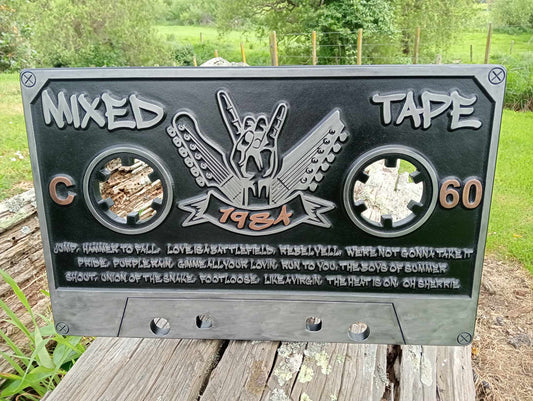 MIXED TAPE
C 60
1984
JUMP. HAMMER TO FALL. LOVE IS A BATTLEFIELD. REBEL YELL. WE'RE NOT GONNA TAKE IT
PRIDE. PURPLE RAIN. GIMME ALL YOUR LOVIN. RUN TO YOU. THE BOYS OF SUMMER
SHOUT. UNION OF THE SNAKE. FOOTLOOSE. LIKE A VIRGIN. THE HEAT IS ON. OH SHERRIE